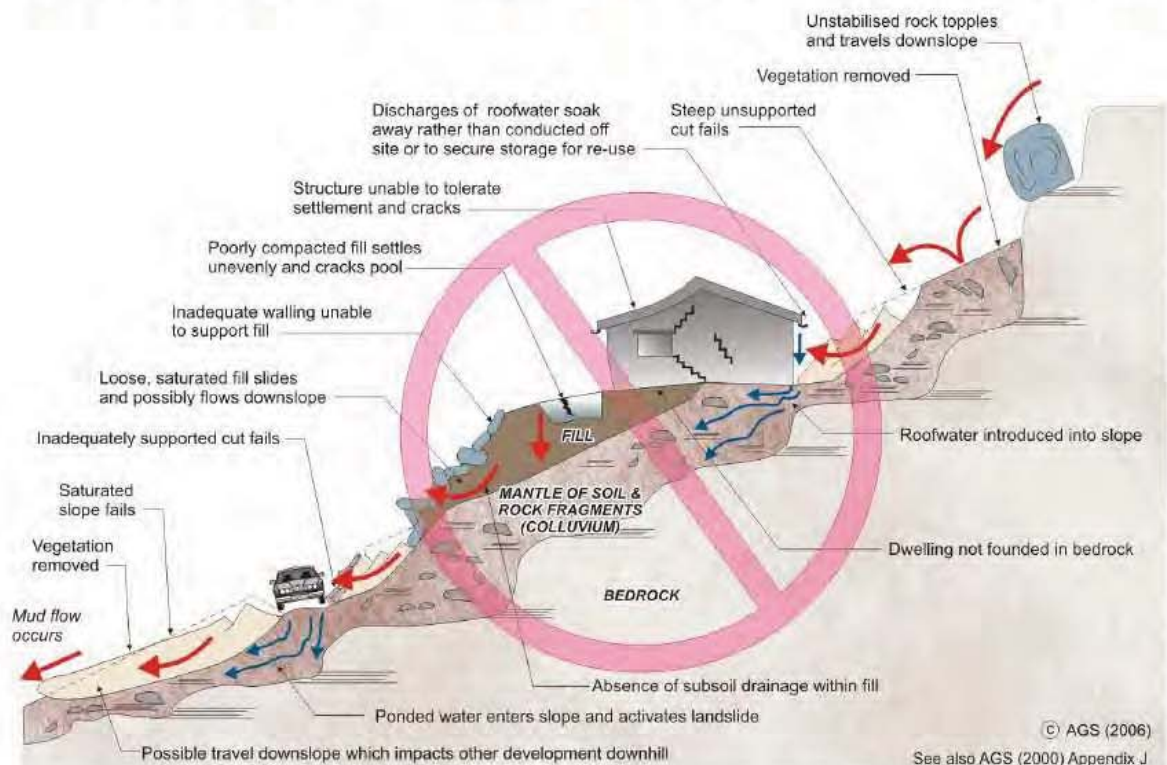 Unstabilised rock topples
and travels downslope
Vegetation removed
Discharges of roofwater soak
away rather than conducted off
site or to secure storage for re-use
Steep unsupported
cut fails
Structure unable to tolerate
settlement and cracks
Poorly compacted fill settles
unevenly and cracks pool
Inadequate walling unable
to support fill
Loose, saturated fill slides
and possibly flows downslope
Inadequately supported cut fails
Roofwater introduced into slope
FILL
Saturated
slope fails
MANTLE OF SOIL &
ROCK FRAGMENTS
(COLLUVIUM)
Vegetation
removed
Dwelling not founded in bedrock
BEDROCK
Mud flow
occurs
Absence of subsoil drainage within fill
Ponded water enters slope and activates landslide
Possible travel downslope which impacts other development downhill
© AGS (2006)
See also AGS (2000) Appendix J